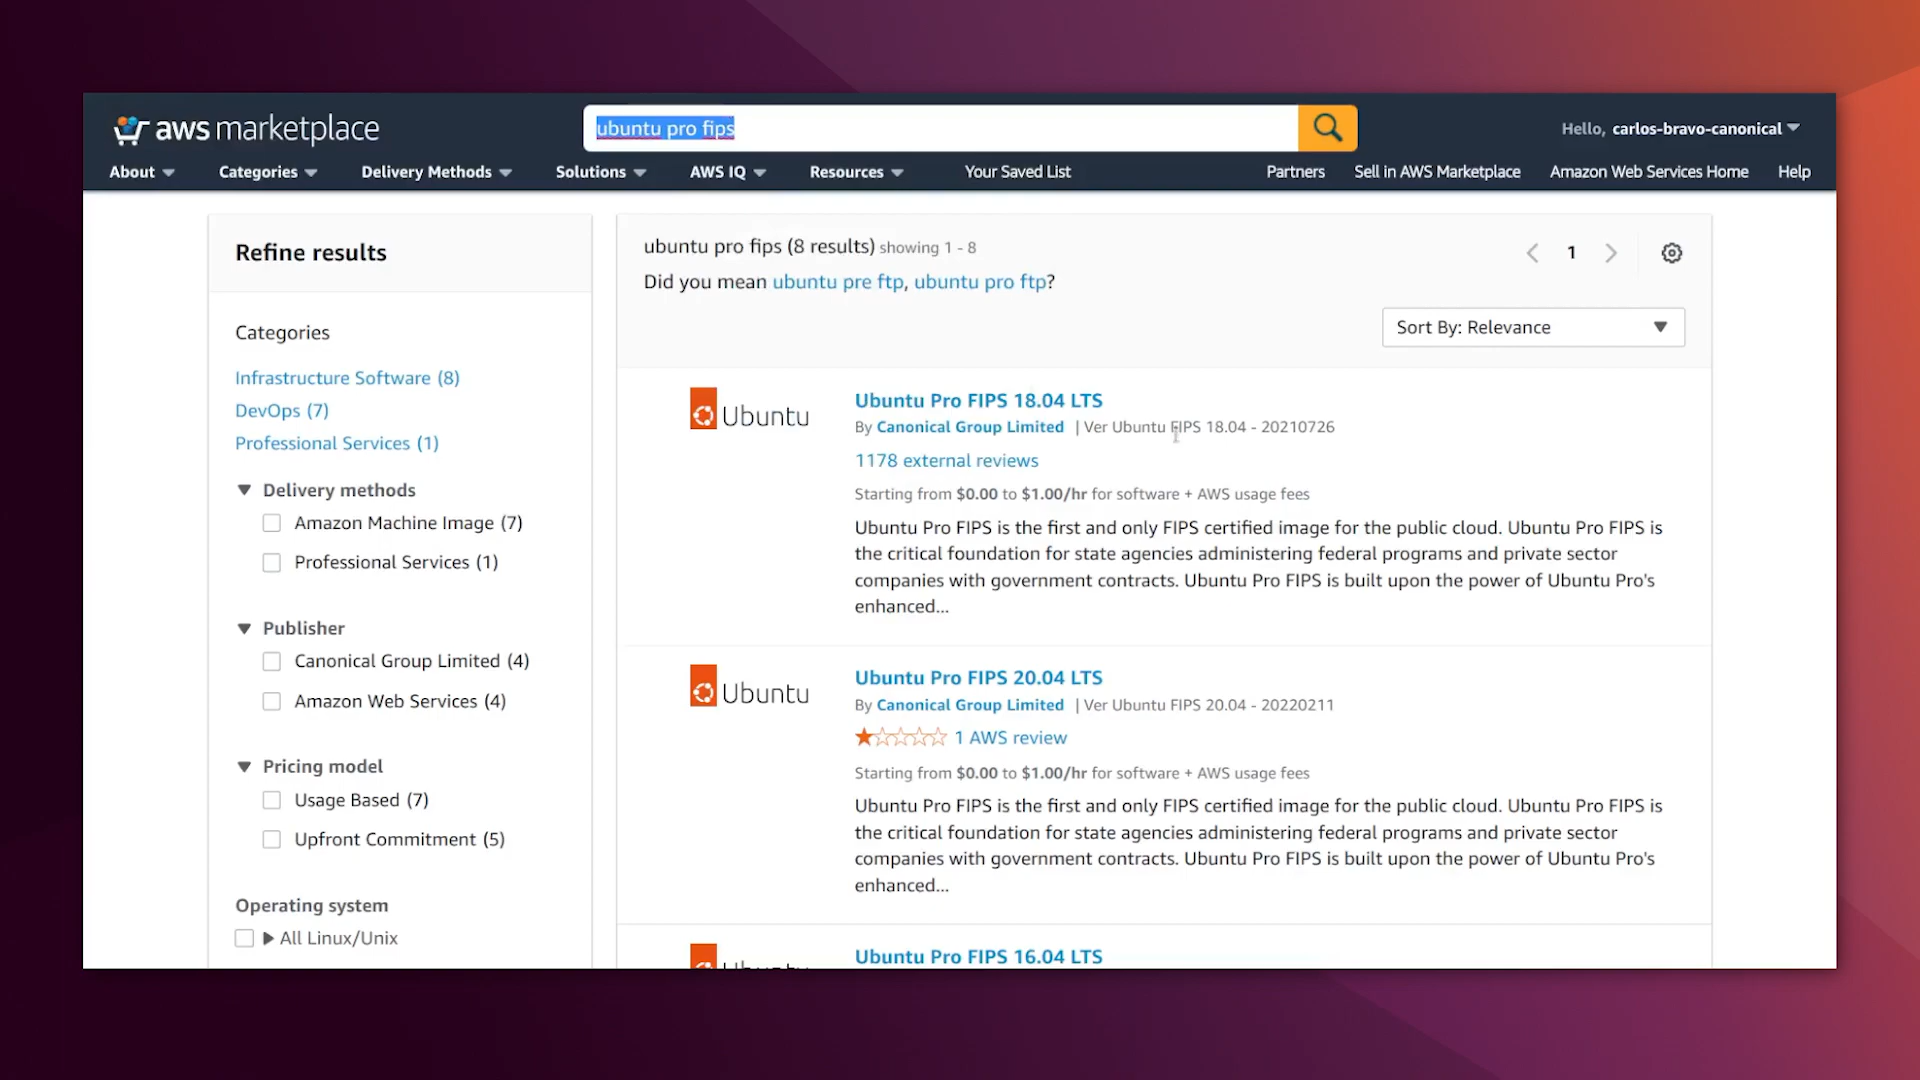 aws marketplace
ubuntu pro fips
Hello, carlos-bravo-canonical
About
Categories
Delivery Methods
Solutions
AWS IQ
Resources
Your Saved List
Partners
Sell in AWS Marketplace
Amazon Web Services Home
Help
Refine results
Categories
Infrastructure Software (8)
DevOps (7)
Professional Services (1)
Delivery methods
Amazon Machine Image (7)
Professional Services (1)
Publisher
Canonical Group Limited (4)
Amazon Web Services (4)
Pricing model
Usage Based (7)
Upfront Commitment (5)
Operating system
All Linux/Unix
ubuntu pro fips (8 results) showing 1 - 8
1
Did you mean ubuntu pre ftp, ubuntu pro ftp?
Sort By: Relevance
Ubuntu
Ubuntu Pro FIPS 18.04 LTS
By Canonical Group Limited | Ver Ubuntu FIPS 18.04 - 20210726
1178 external reviews
Starting from $0.00 to $1.00/hr for software + AWS usage fees
Ubuntu Pro FIPS is the first and only FIPS certified image for the public cloud. Ubuntu Pro FIPS is
the critical foundation for state agencies administering federal programs and private sector
companies with government contracts. Ubuntu Pro FIPS is built upon the power of Ubuntu Pro's
enhanced...
Ubuntu
Ubuntu Pro FIPS 20.04 LTS
By Canonical Group Limited | Ver Ubuntu FIPS 20.04 - 20220211
1 AWS review
Starting from $0.00 to $1.00/hr for software + AWS usage fees
Ubuntu Pro FIPS is the first and only FIPS certified image for the public cloud. Ubuntu Pro FIPS is
the critical foundation for state agencies administering federal programs and private sector
companies with government contracts. Ubuntu Pro FIPS is built upon the power of Ubuntu Pro's
enhanced...
Ubuntu
Ubuntu Pro FIPS 16.04 LTS